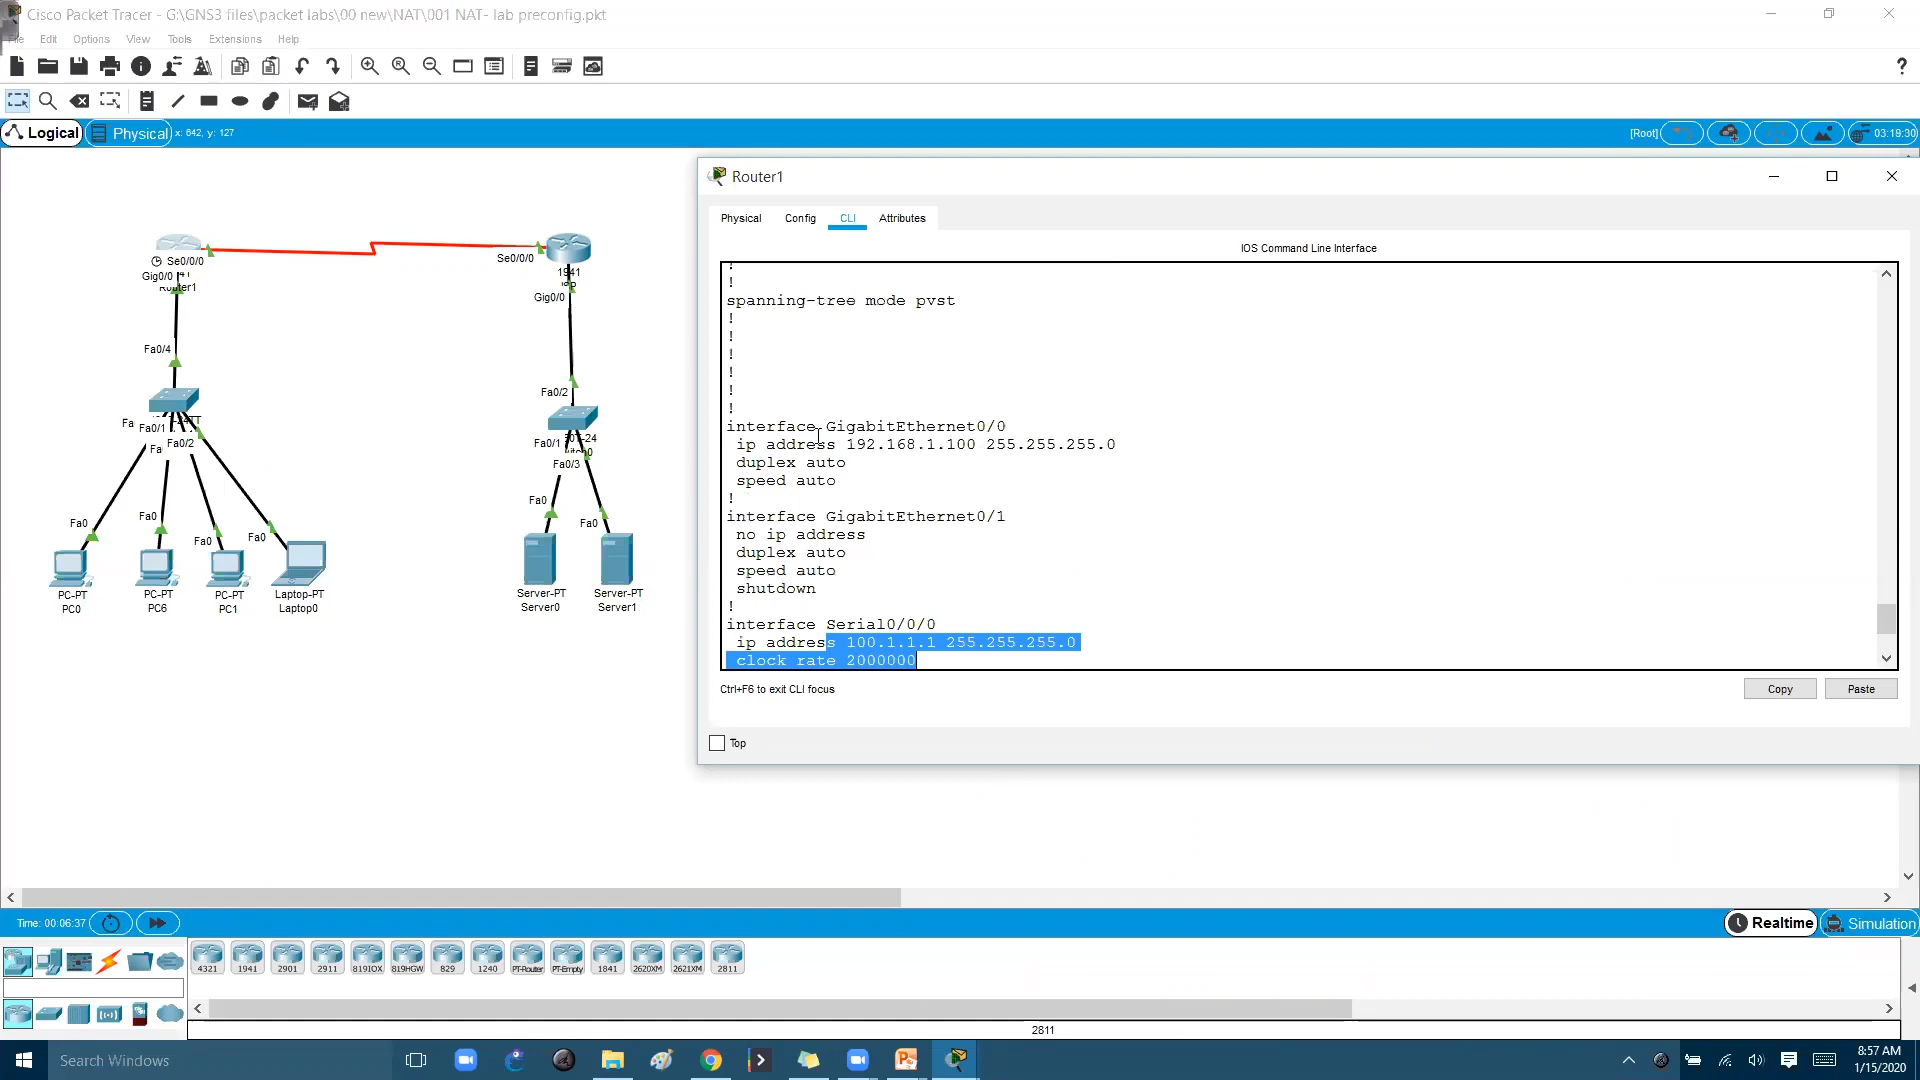 Cisco Packet Tracer - G:\GNS3 files\packet labs\00 new\NAT\001 NAT- lab preconfig.pkt
File Edit Options View Tools Extensions Help
Logical Physical x: 642, y: 127 [Root] 03:19:30
Router1
Physical Config CLI Attributes
IOS Command Line Interface
!
!
spanning-tree mode pvst
!
!
!
!
!
!
interface GigabitEthernet0/0
ip address 192.168.1.100 255.255.255.0
duplex auto
speed auto
!
interface GigabitEthernet0/1
no ip address
duplex auto
speed auto
shutdown
!
interface Serial0/0/0
ip address 100.1.1.1 255.255.255.0
clock rate 2000000
Ctrl+F6 to exit CLI focus
Copy Paste
Top
Se0/0/0
Gig0/0
Router1
Se0/0/0
1941
Gig0/0
Fa0/4
Fa0/1
Fa0/2
Fa
Fa
Fa0/2
Fa0/1
Fa0/3
Fa0
Fa0
Fa0
Fa0
Fa0
Fa0
PC-PT
PC0
PC-PT
PC6
PC-PT
PC1
Laptop-PT
Laptop0
Server-PT
Server0
Server-PT
Server1
Time: 00:06:37
Realtime Simulation
4321 1941 2901 2911 819IOX 819HGW 829 1240 PT-Router PT-Empty 1841 2620XM 2621XM 2811
2811
Search Windows
8:57 AM
1/15/2020